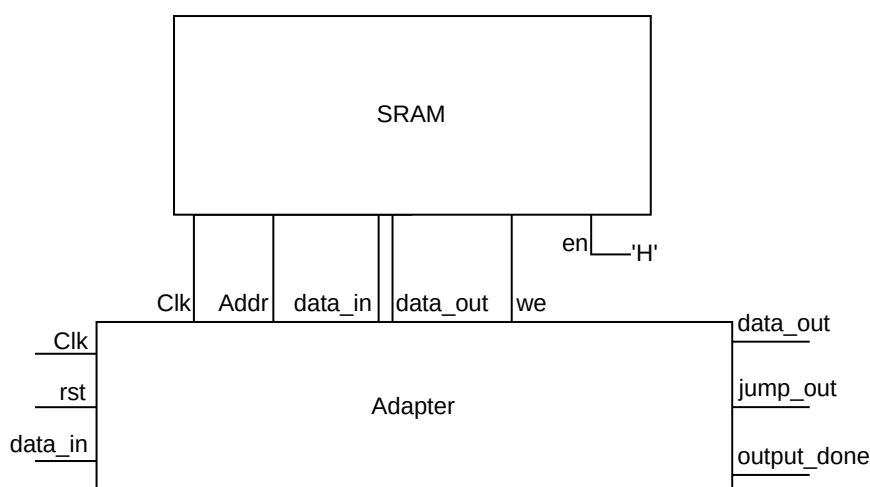 SRAM
en
'H'
Clk
Addr
data_in
data_out
we
data_out
Clk
rst
Adapter
jump_out
data_in
output_done